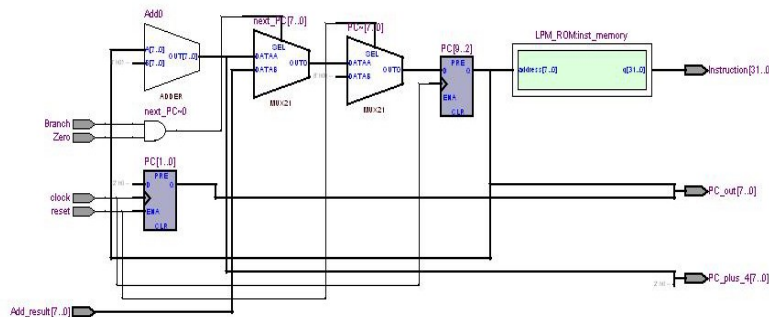 Add0
A[7..0]
B[7..0]
OUT[7..0]
ADDER
next_PC[7..0]
SEL
DATAA
DATAB
OUT0
MUX21
PC~[7..0]
SEL
DATAA
DATAB
OUT0
MUX21
PC[9..2]
PRE
D
Q
ENA
CLR
LPM_ROM:inst_memory
address[7..0]
q[31..0]
Instruction[31..0]
next_PC~0
Branch
Zero
PC[1..0]
PRE
D
Q
ENA
CLR
clock
reset
PC_out[7..0]
PC_plus_4[7..0]
Add_result[7..0]